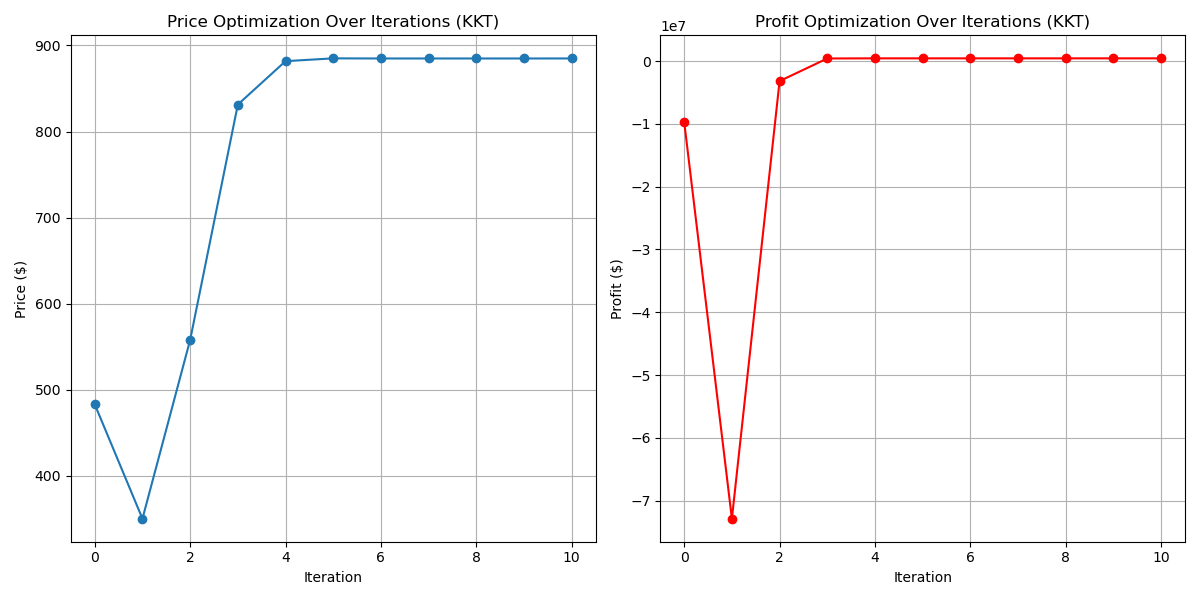 Price Optimization Over Iterations (KKT)
900
800
700
600
500
400
Price ($)
0 2 4 6 8 10
Iteration
Profit Optimization Over Iterations (KKT)
1e7
0
−1
−2
−3
−4
−5
−6
−7
Profit ($)
0 2 4 6 8 10
Iteration